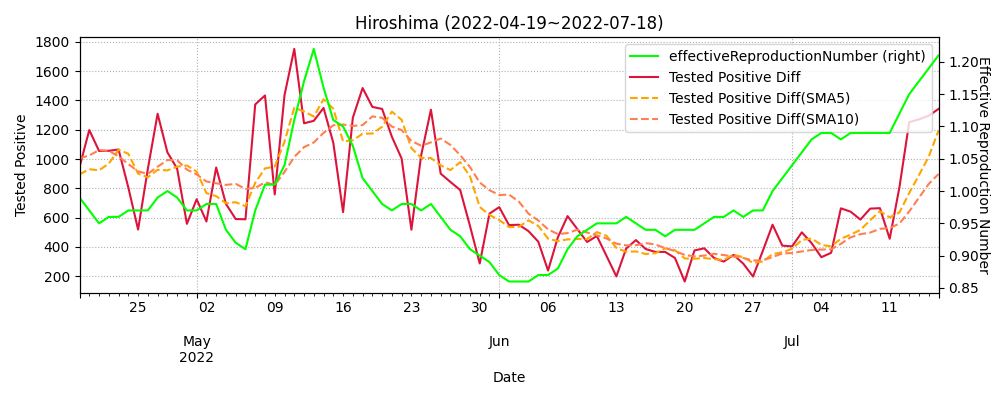 Hiroshima (2022-04-19~2022-07-18)
effectiveReproductionNumber (right)
Tested Positive Diff
Tested Positive Diff(SMA5)
Tested Positive Diff(SMA10)
Tested Positive
1800
1600
1400
1200
1000
800
600
400
200
1.20
1.15
1.10
1.05
1.00
0.95
0.90
0.85
Effective Reproduction Number
25 02 09 16 23 30 06 13 20 27 04 11
May Jun Jul
2022
Date